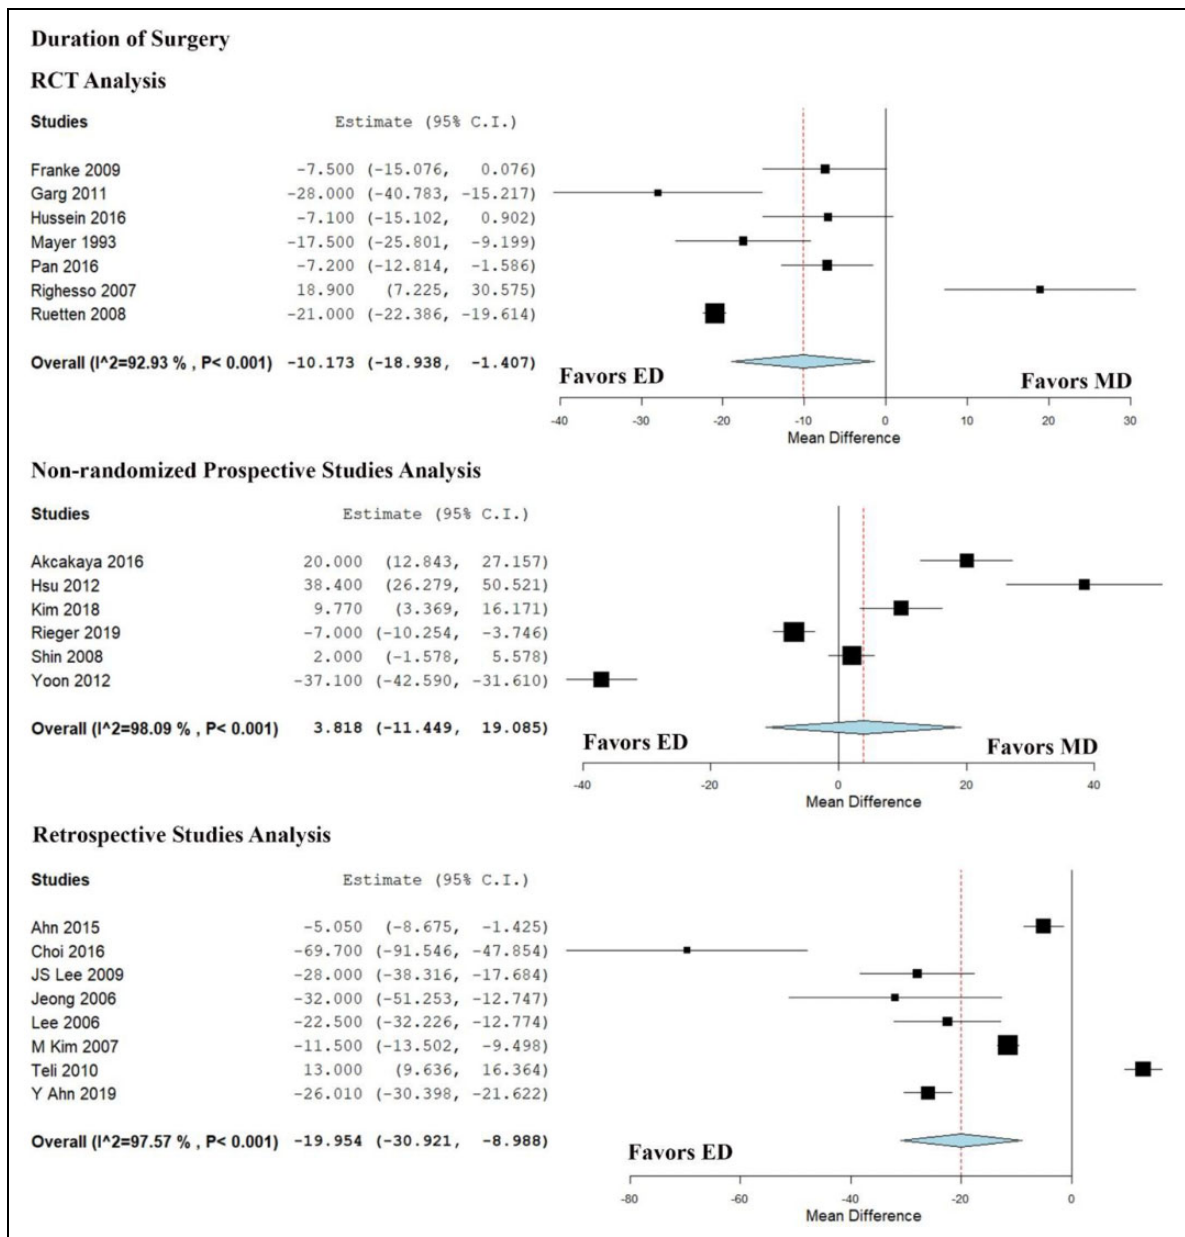 Duration of Surgery
RCT Analysis
Studies Estimate (95% C.I.)
Franke 2009 -7.500 (-15.076, 0.076)
Garg 2011 -28.000 (-40.783, -15.217)
Hussein 2016 -7.100 (-15.102, 0.902)
Mayer 1993 -17.500 (-25.801, -9.199)
Pan 2016 -7.200 (-12.814, -1.586)
Righesso 2007 18.900 (7.225, 30.575)
Ruetten 2008 -21.000 (-22.386, -19.614)
Overall (I^2=92.93 % , P< 0.001) -10.173 (-18.938, -1.407)
Favors ED Favors MD
-40 -30 -20 -10 0 10 20 30
Mean Difference
Non-randomized Prospective Studies Analysis
Studies Estimate (95% C.I.)
Akcakaya 2016 20.000 (12.843, 27.157)
Hsu 2012 38.400 (26.279, 50.521)
Kim 2018 9.770 (3.369, 16.171)
Rieger 2019 -7.000 (-10.254, -3.746)
Shin 2008 2.000 (-1.578, 5.578)
Yoon 2012 -37.100 (-42.590, -31.610)
Overall (I^2=98.09 % , P< 0.001) 3.818 (-11.449, 19.085)
Favors ED Favors MD
-40 -20 0 20 40
Mean Difference
Retrospective Studies Analysis
Studies Estimate (95% C.I.)
Ahn 2015 -5.050 (-8.675, -1.425)
Choi 2016 -69.700 (-91.546, -47.854)
JS Lee 2009 -28.000 (-38.316, -17.684)
Jeong 2006 -32.000 (-51.253, -12.747)
Lee 2006 -22.500 (-32.226, -12.774)
M Kim 2007 -11.500 (-13.502, -9.498)
Teli 2010 13.000 (9.636, 16.364)
Y Ahn 2019 -26.010 (-30.398, -21.622)
Overall (I^2=97.57 % , P< 0.001) -19.954 (-30.921, -8.988)
Favors ED
-80 -60 -40 -20 0
Mean Difference